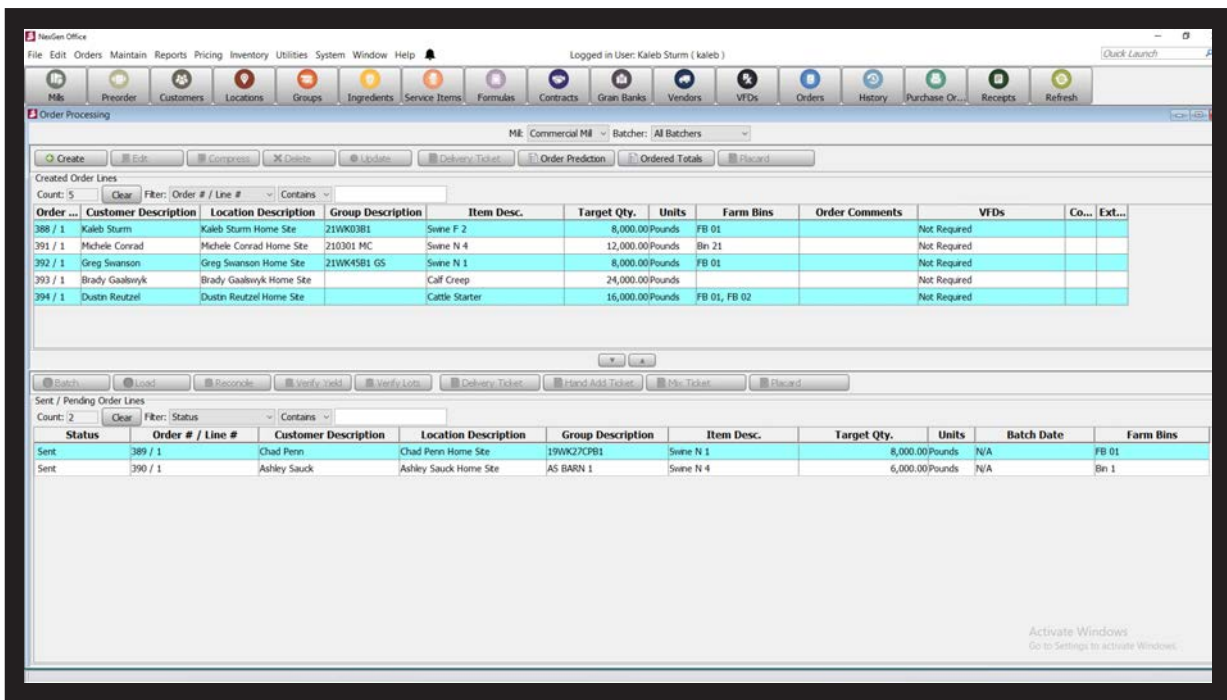 NexGen Office
File Edit Orders Maintain Reports Pricing Inventory Utilities System Window Help
Logged in User: Kaleb Sturm ( kaleb )
Quick Launch
Mills Preorder Customers Locations Groups Ingredients Service Items Formulas Contracts Grain Banks Vendors VFDs Orders History Purchase Or... Receipts Refresh
Order Processing
Mill: Commercial Mill Batcher: All Batchers
Create Edit Compress Delete Update Delivery Ticket Order Prediction Ordered Totals Placard
Created Order Lines
Count: 5 Clear Filter: Order # / Line # Contains
Order ... Customer Description Location Description Group Description Item Desc. Target Qty. Units Farm Bins Order Comments VFDs Co... Ext...
388 / 1 Kaleb Sturm Kaleb Sturm Home Site 21WK03B1 Swine F 2 8,000.00 Pounds FB 01 Not Required
391 / 1 Michele Conrad Michele Conrad Home Site 210301 MC Swine N 4 12,000.00 Pounds Bin 21 Not Required
392 / 1 Greg Swanson Greg Swanson Home Site 21WK45B1 GS Swine N 1 8,000.00 Pounds FB 01 Not Required
393 / 1 Brady Gaalswyk Brady Gaalswyk Home Site Calf Creep 24,000.00 Pounds Not Required
394 / 1 Dustin Reutzel Dustin Reutzel Home Site Cattle Starter 16,000.00 Pounds FB 01, FB 02 Not Required
Batch Load Reconcile Verify Yield Verify Lots Delivery Ticket Hand Add Ticket Mix Ticket Placard
Sent / Pending Order Lines
Count: 2 Clear Filter: Status Contains
Status Order # / Line # Customer Description Location Description Group Description Item Desc. Target Qty. Units Batch Date Farm Bins
Sent 389 / 1 Chad Penn Chad Penn Home Site 19WK27CPB1 Swine N 1 8,000.00 Pounds N/A FB 01
Sent 390 / 1 Ashley Sauck Ashley Sauck Home Site AS BARN 1 Swine N 4 6,000.00 Pounds N/A Bin 1
Activate Windows
Go to Settings to activate Windows.